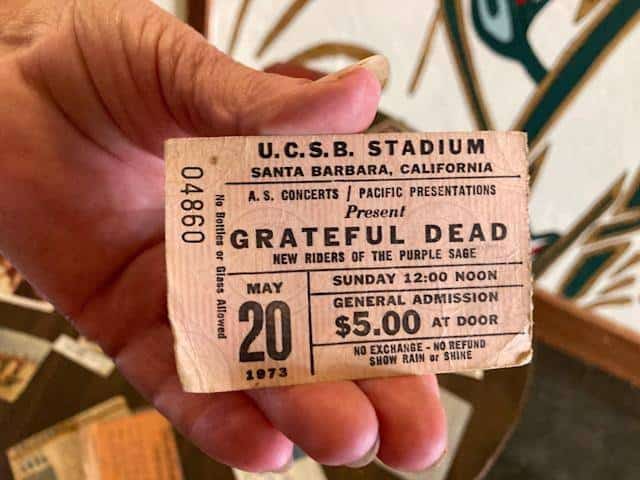 04860
No Bottles or Glass Allowed
U.C.S.B. STADIUM
SANTA BARBARA, CALIFORNIA
A. S. CONCERTS / PACIFIC PRESENTATIONS
Present
GRATEFUL DEAD
NEW RIDERS OF THE PURPLE SAGE
MAY
20
1973
SUNDAY 12:00 NOON
GENERAL ADMISSION
$5.00 AT DOOR
NO EXCHANGE - NO REFUND
SHOW RAIN or SHINE